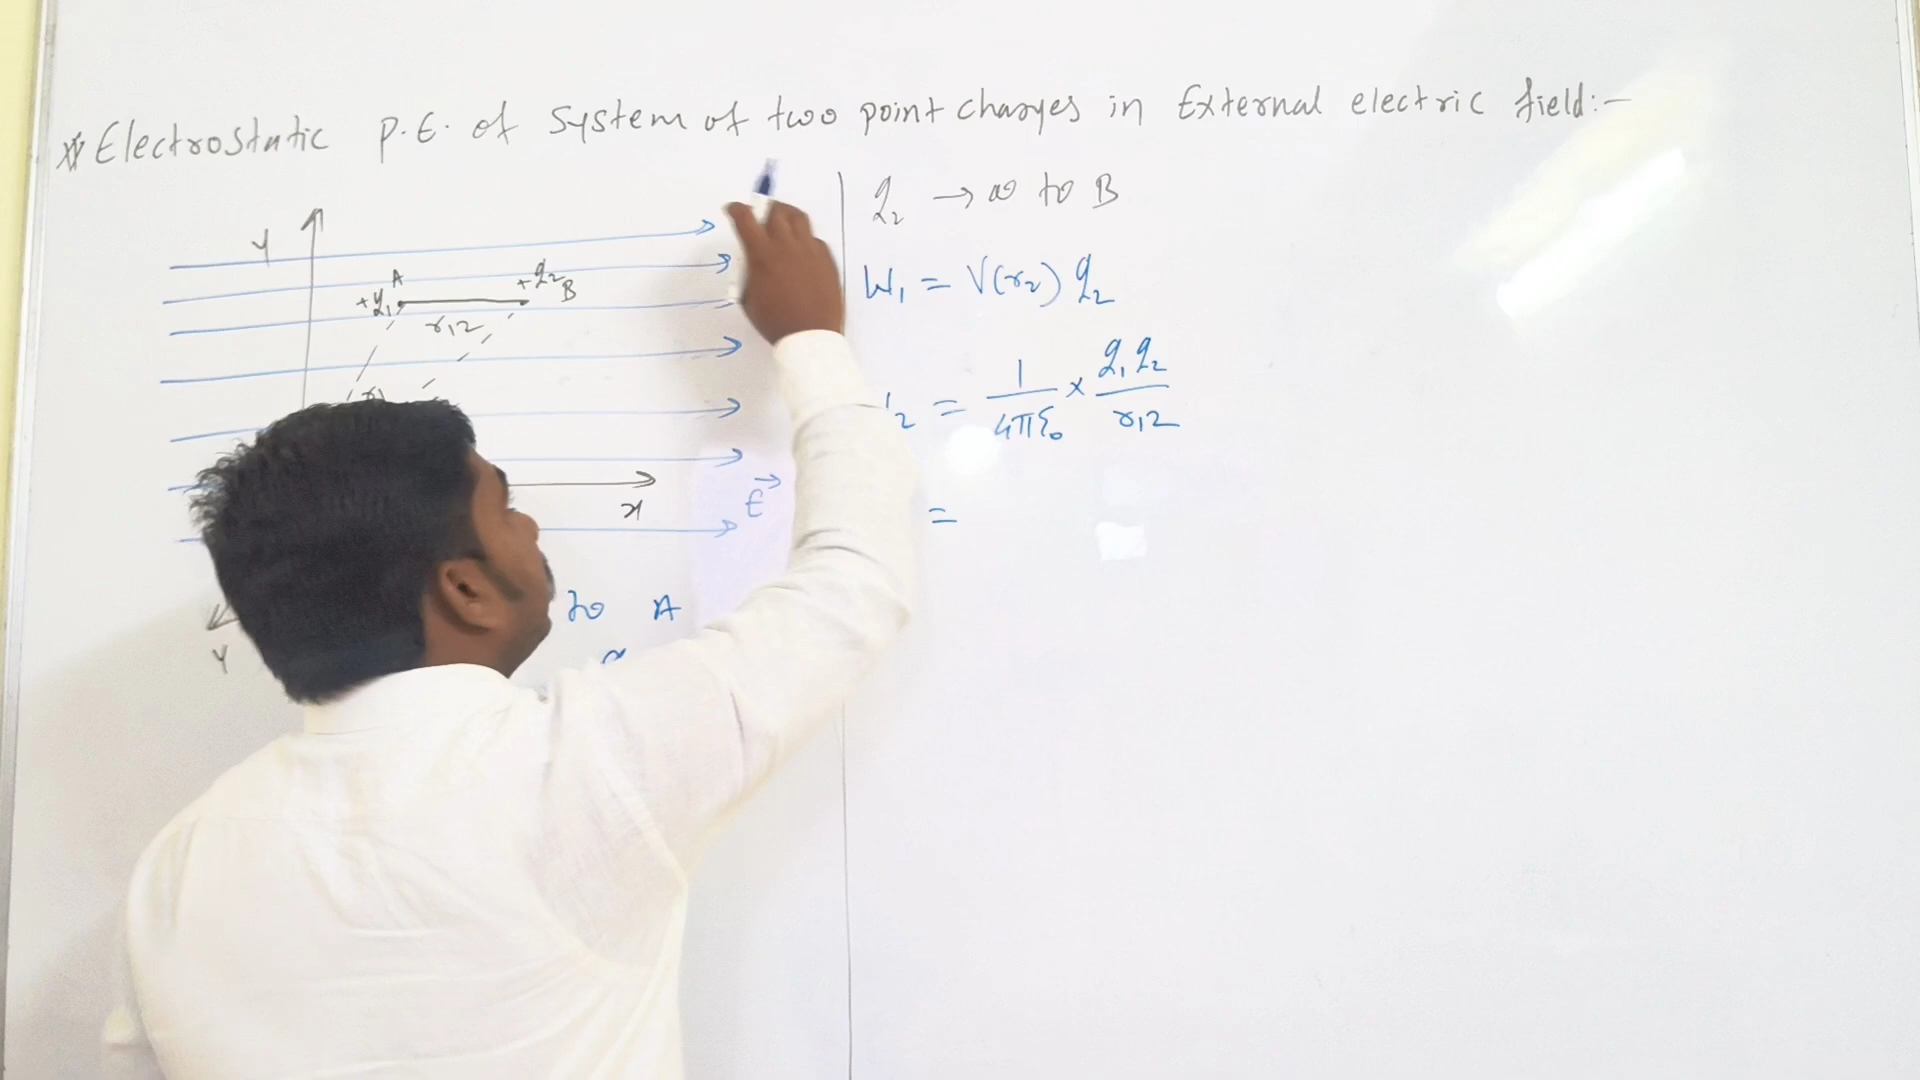 * Electrostatic P.E. of System of two point charges in External electric field:-
Y
A
+q₁
+q₂
B
r₁₂
r₁
x
E⃗
Y
to A
q₂ → ∞ to B
W₁ = V(r₂) q₂
₂ = 1/4πε₀ × q₁q₂/r₁₂
=